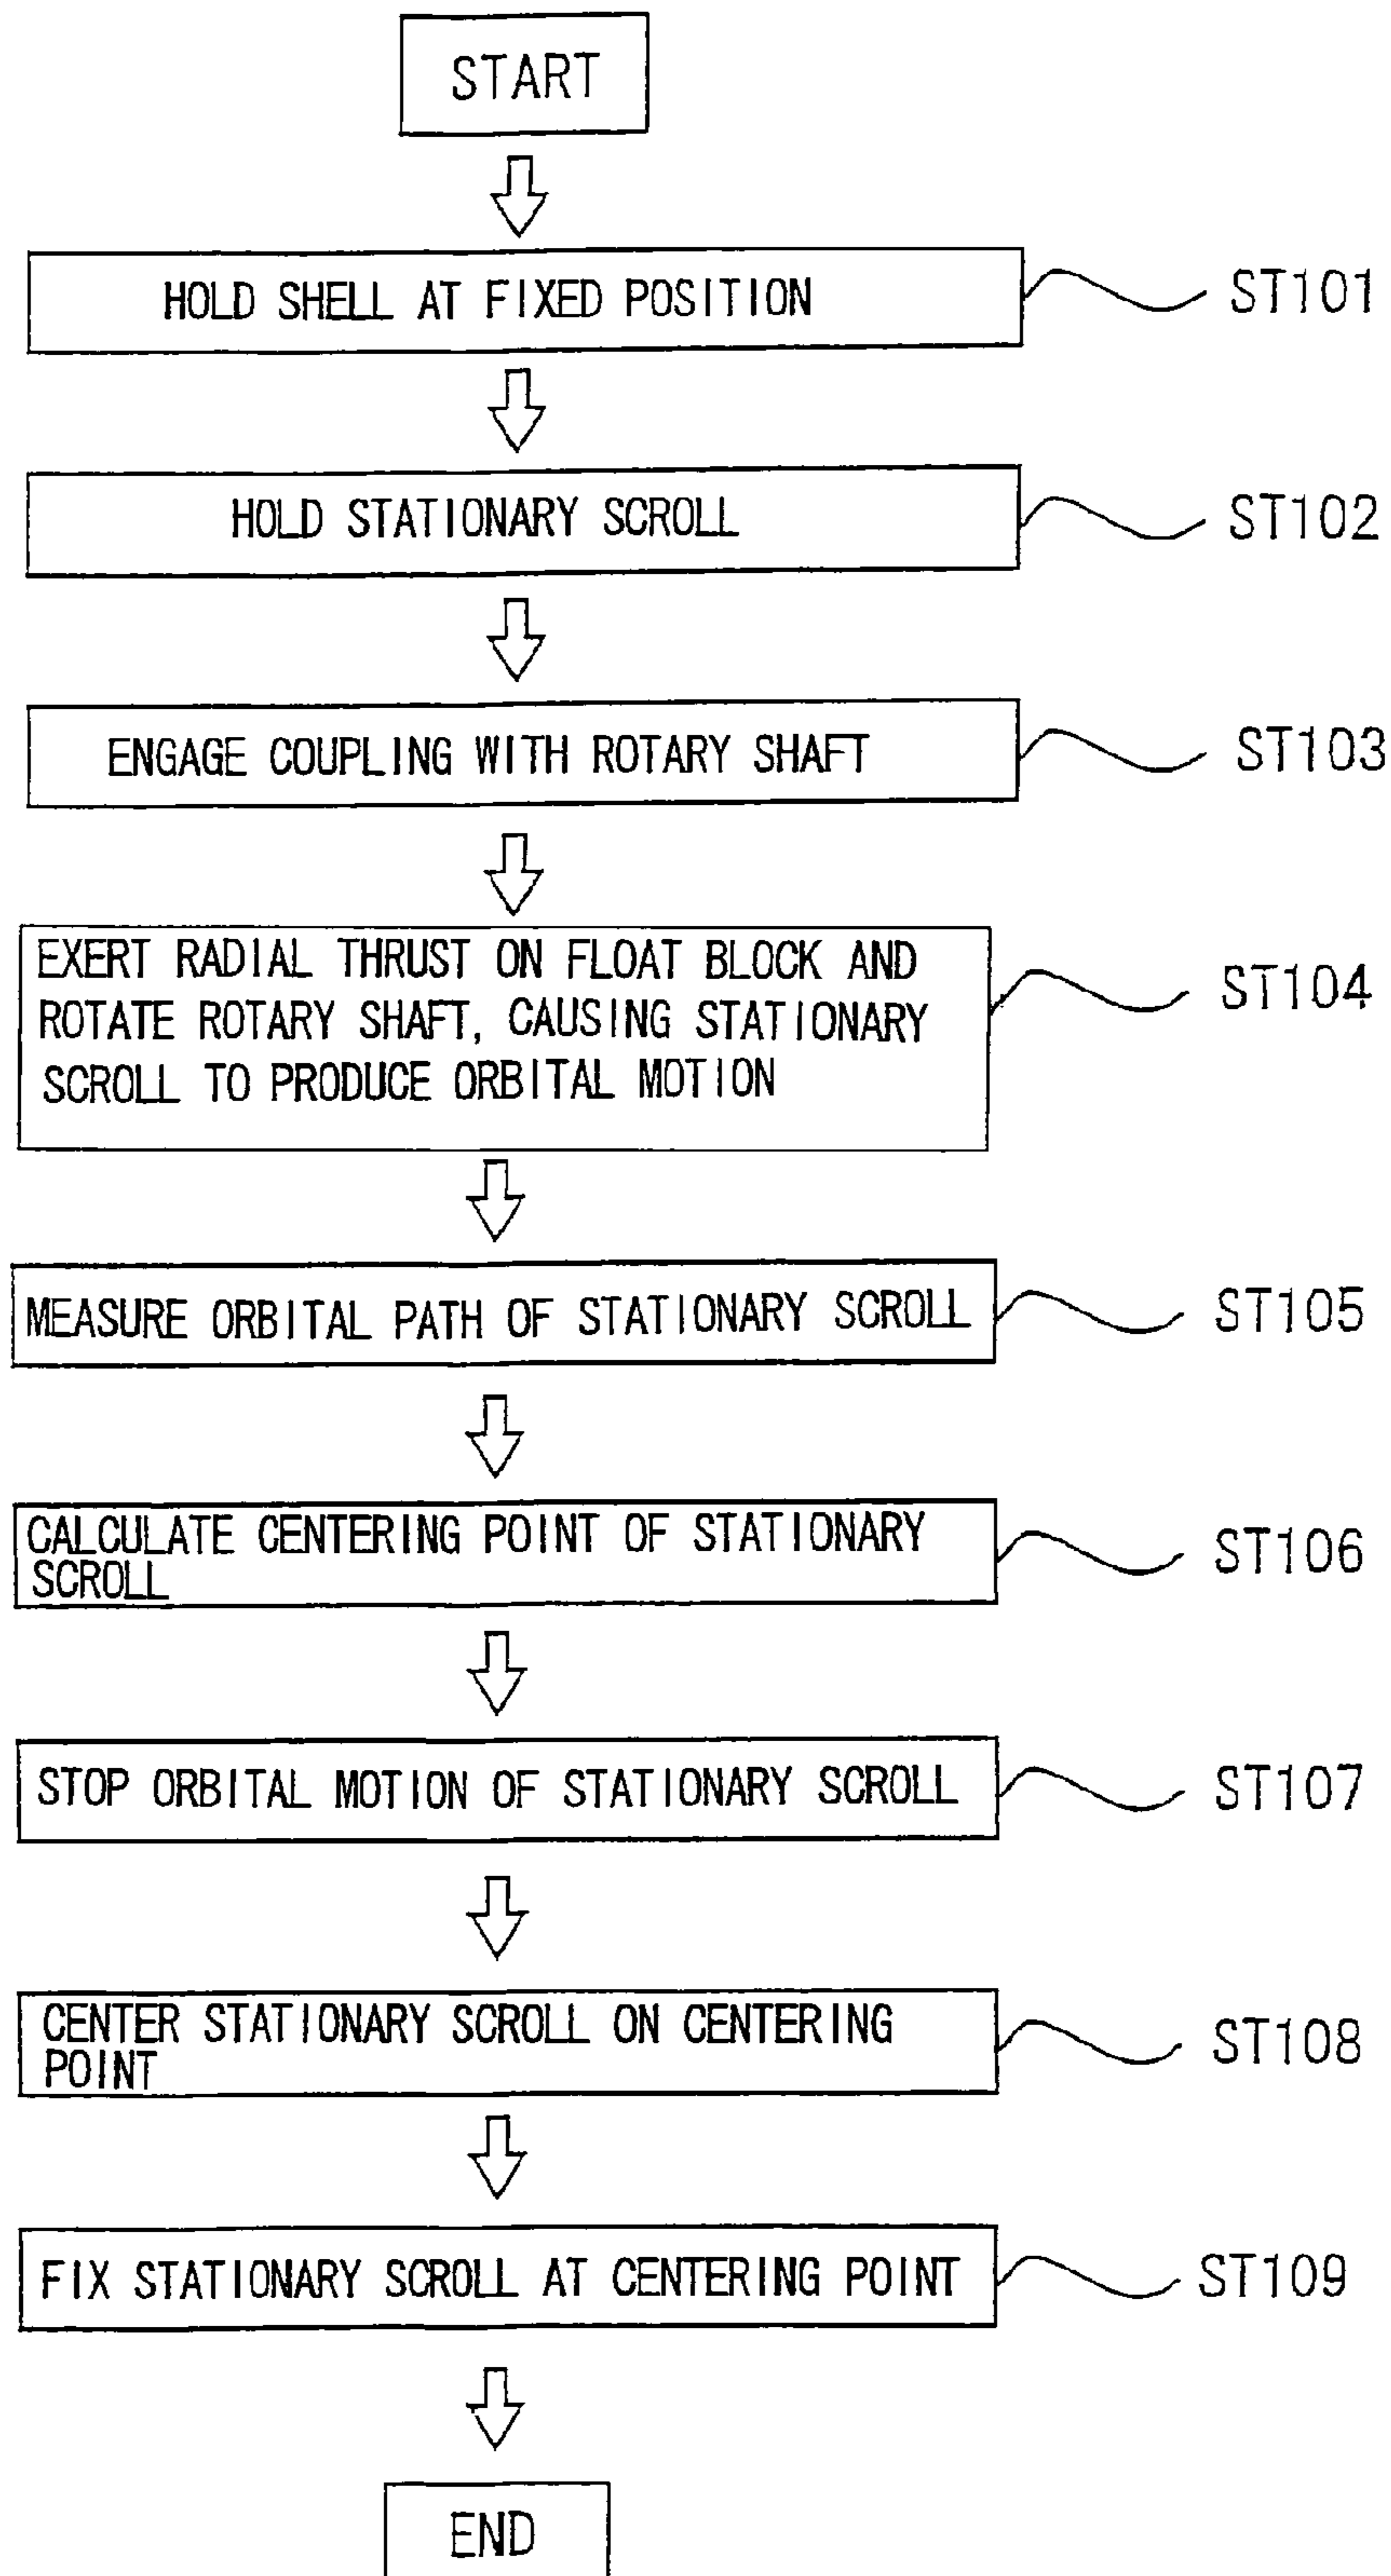 START
HOLD SHELL AT FIXED POSITION
ST101
HOLD STATIONARY SCROLL
ST102
ENGAGE COUPLING WITH ROTARY SHAFT
ST103
EXERT RADIAL THRUST ON FLOAT BLOCK AND
ROTATE ROTARY SHAFT, CAUSING STATIONARY
SCROLL TO PRODUCE ORBITAL MOTION
ST104
MEASURE ORBITAL PATH OF STATIONARY SCROLL
ST105
CALCULATE CENTERING POINT OF STATIONARY
SCROLL
ST106
STOP ORBITAL MOTION OF STATIONARY SCROLL
ST107
CENTER STATIONARY SCROLL ON CENTERING
POINT
ST108
FIX STATIONARY SCROLL AT CENTERING POINT
ST109
END